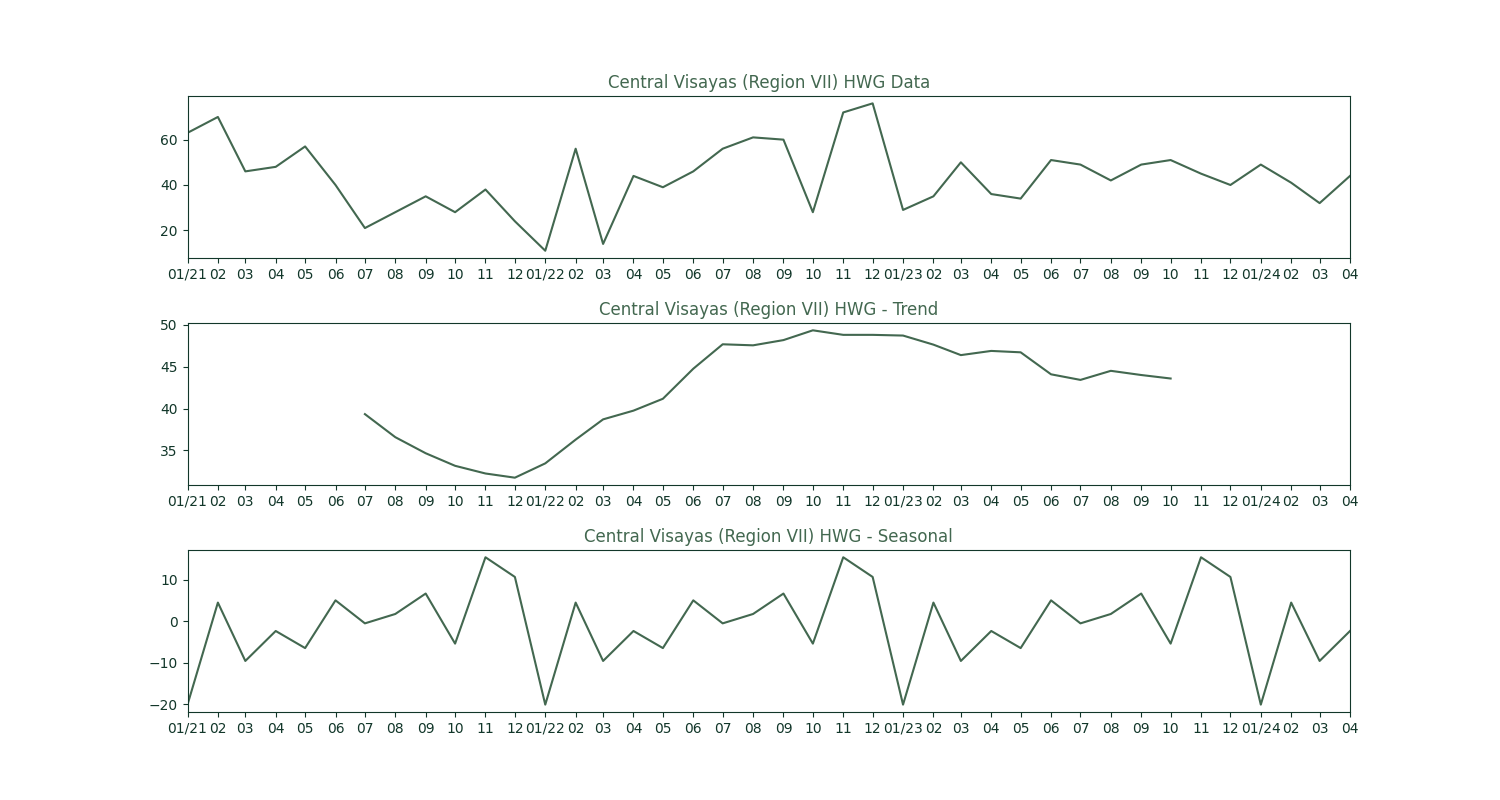 Central Visayas (Region VII) HWG Data
60
40
20
01/21 02 03 04 05 06 07 08 09 10 11 12 01/22 02 03 04 05 06 07 08 09 10 11 12 01/23 02 03 04 05 06 07 08 09 10 11 12 01/24 02 03 04
Central Visayas (Region VII) HWG - Trend
50
45
40
35
01/21 02 03 04 05 06 07 08 09 10 11 12 01/22 02 03 04 05 06 07 08 09 10 11 12 01/23 02 03 04 05 06 07 08 09 10 11 12 01/24 02 03 04
Central Visayas (Region VII) HWG - Seasonal
10
0
−10
−20
01/21 02 03 04 05 06 07 08 09 10 11 12 01/22 02 03 04 05 06 07 08 09 10 11 12 01/23 02 03 04 05 06 07 08 09 10 11 12 01/24 02 03 04